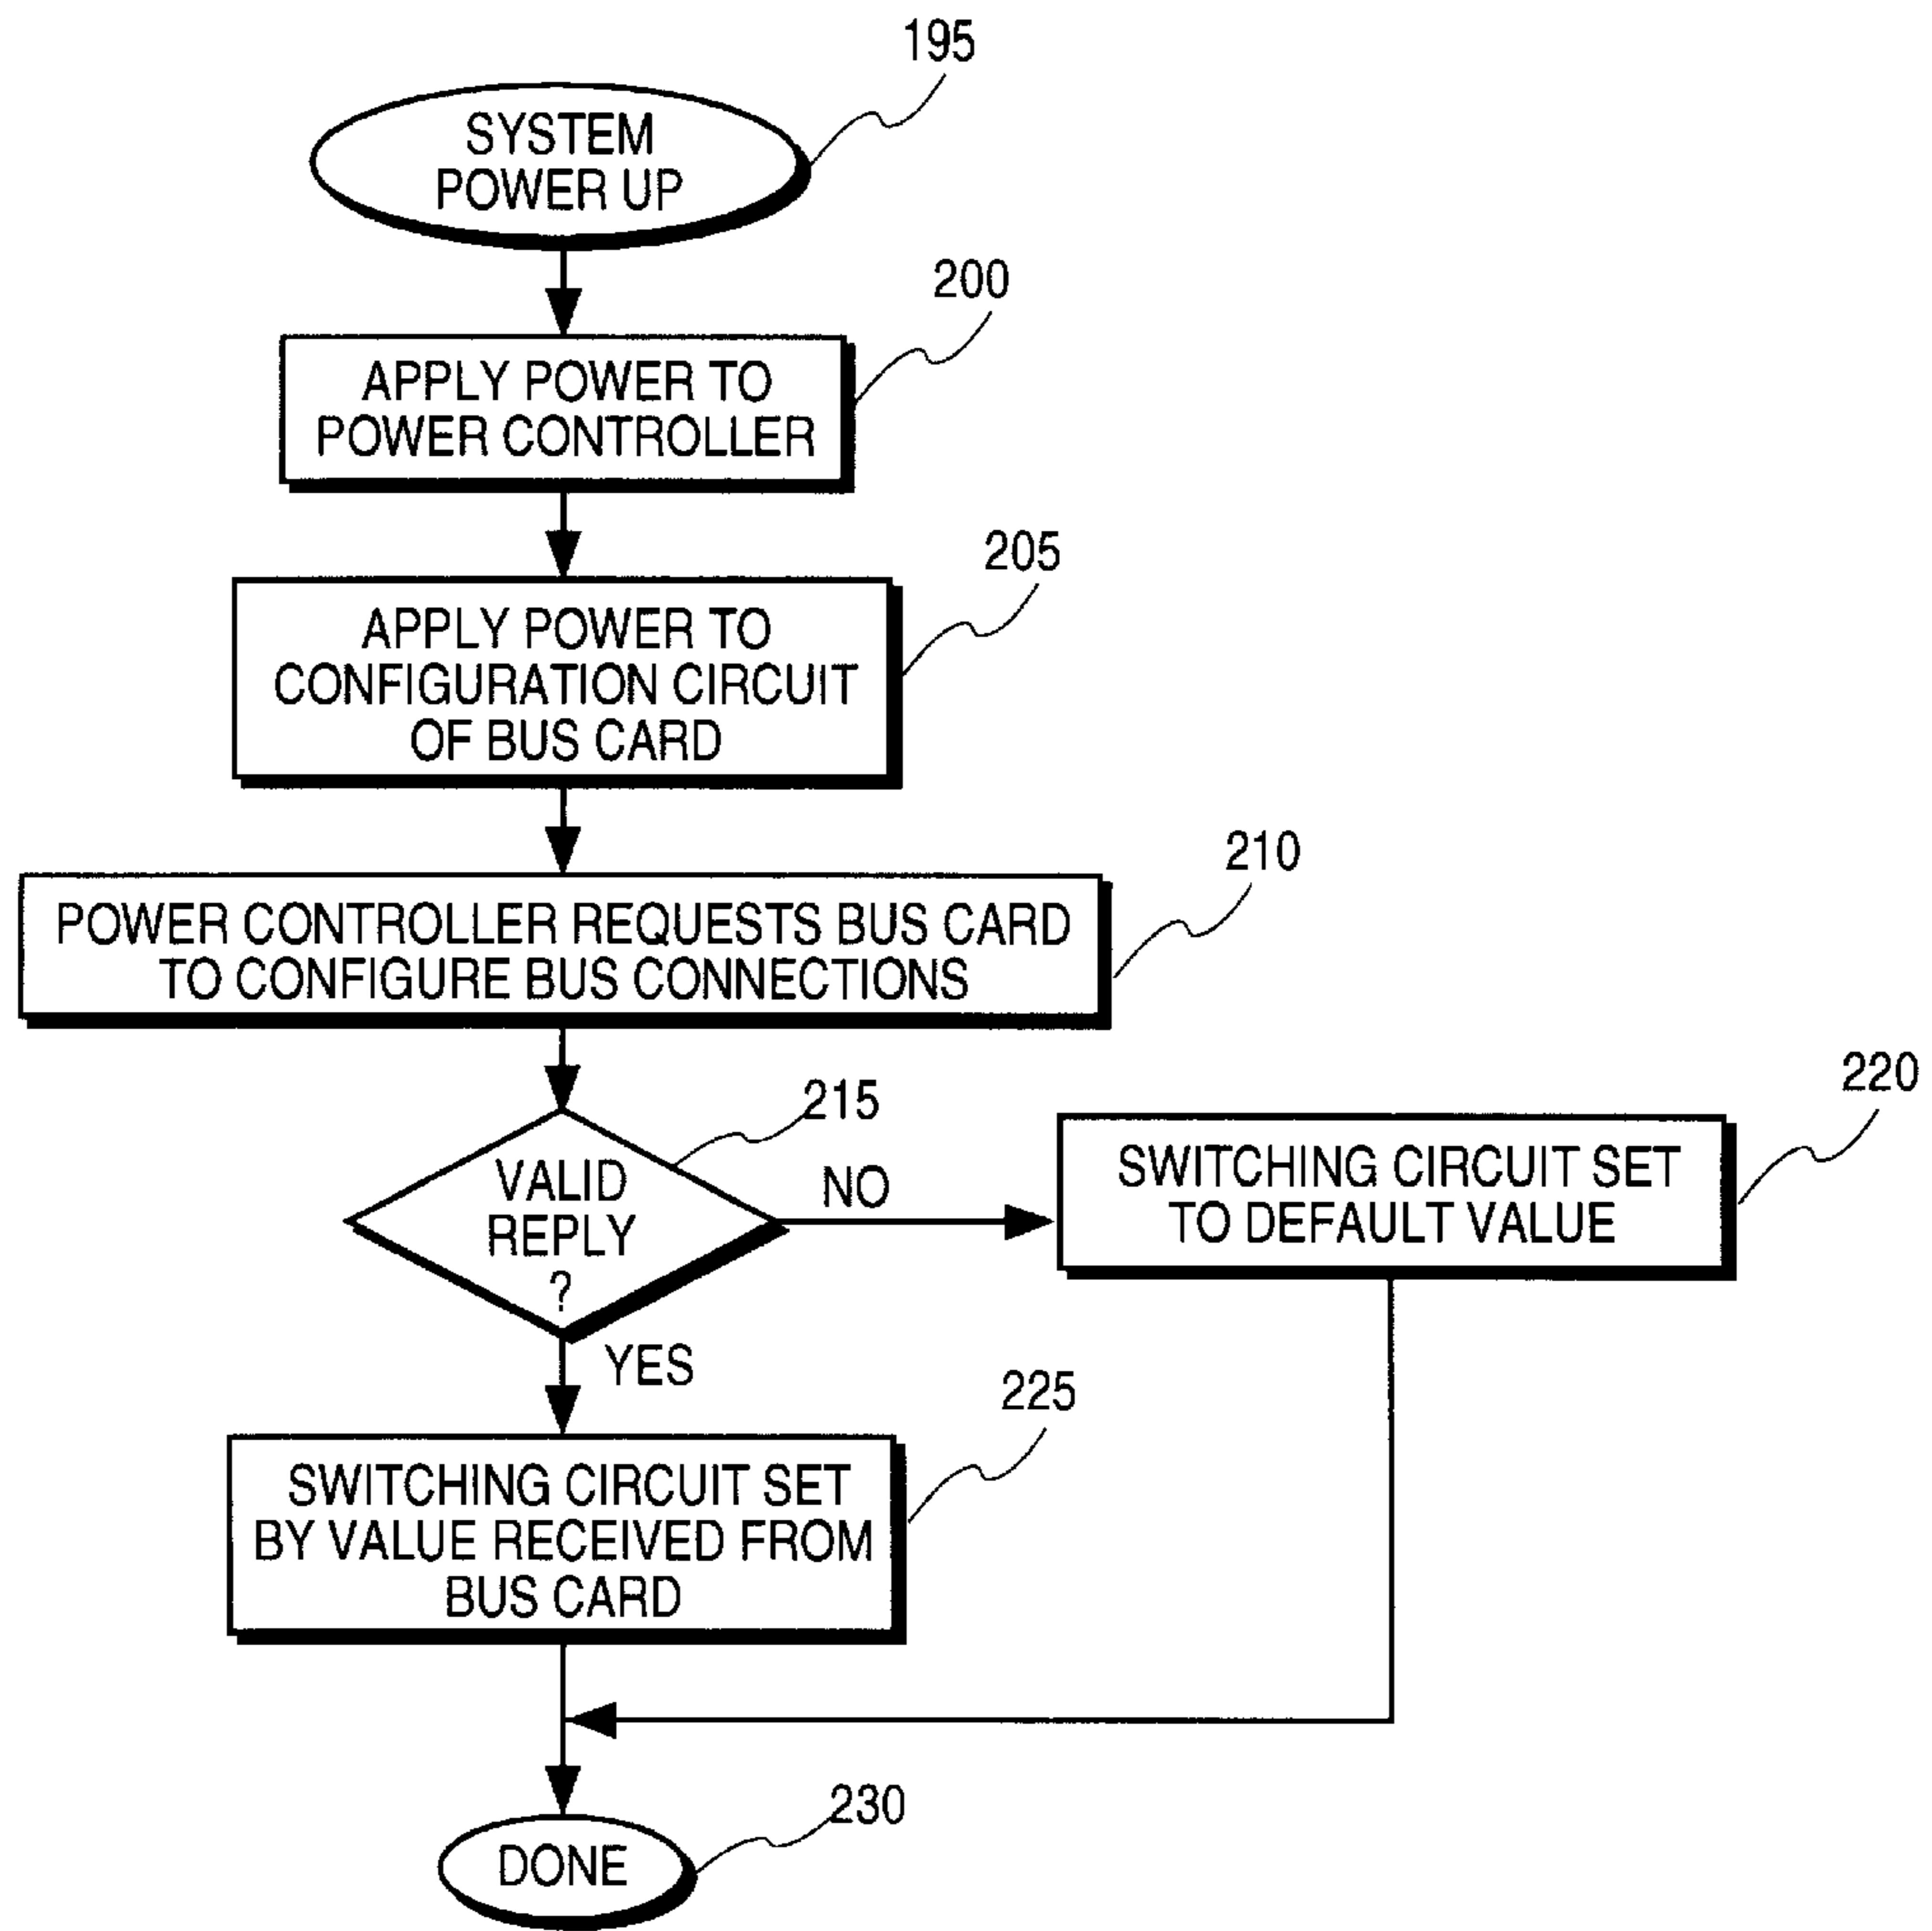 195
SYSTEM
POWER UP
200
APPLY POWER TO
POWER CONTROLLER
205
APPLY POWER TO
CONFIGURATION CIRCUIT
OF BUS CARD
210
POWER CONTROLLER REQUESTS BUS CARD
TO CONFIGURE BUS CONNECTIONS
215
VALID
REPLY
?
NO
220
SWITCHING CIRCUIT SET
TO DEFAULT VALUE
YES
225
SWITCHING CIRCUIT SET
BY VALUE RECEIVED FROM
BUS CARD
230
DONE